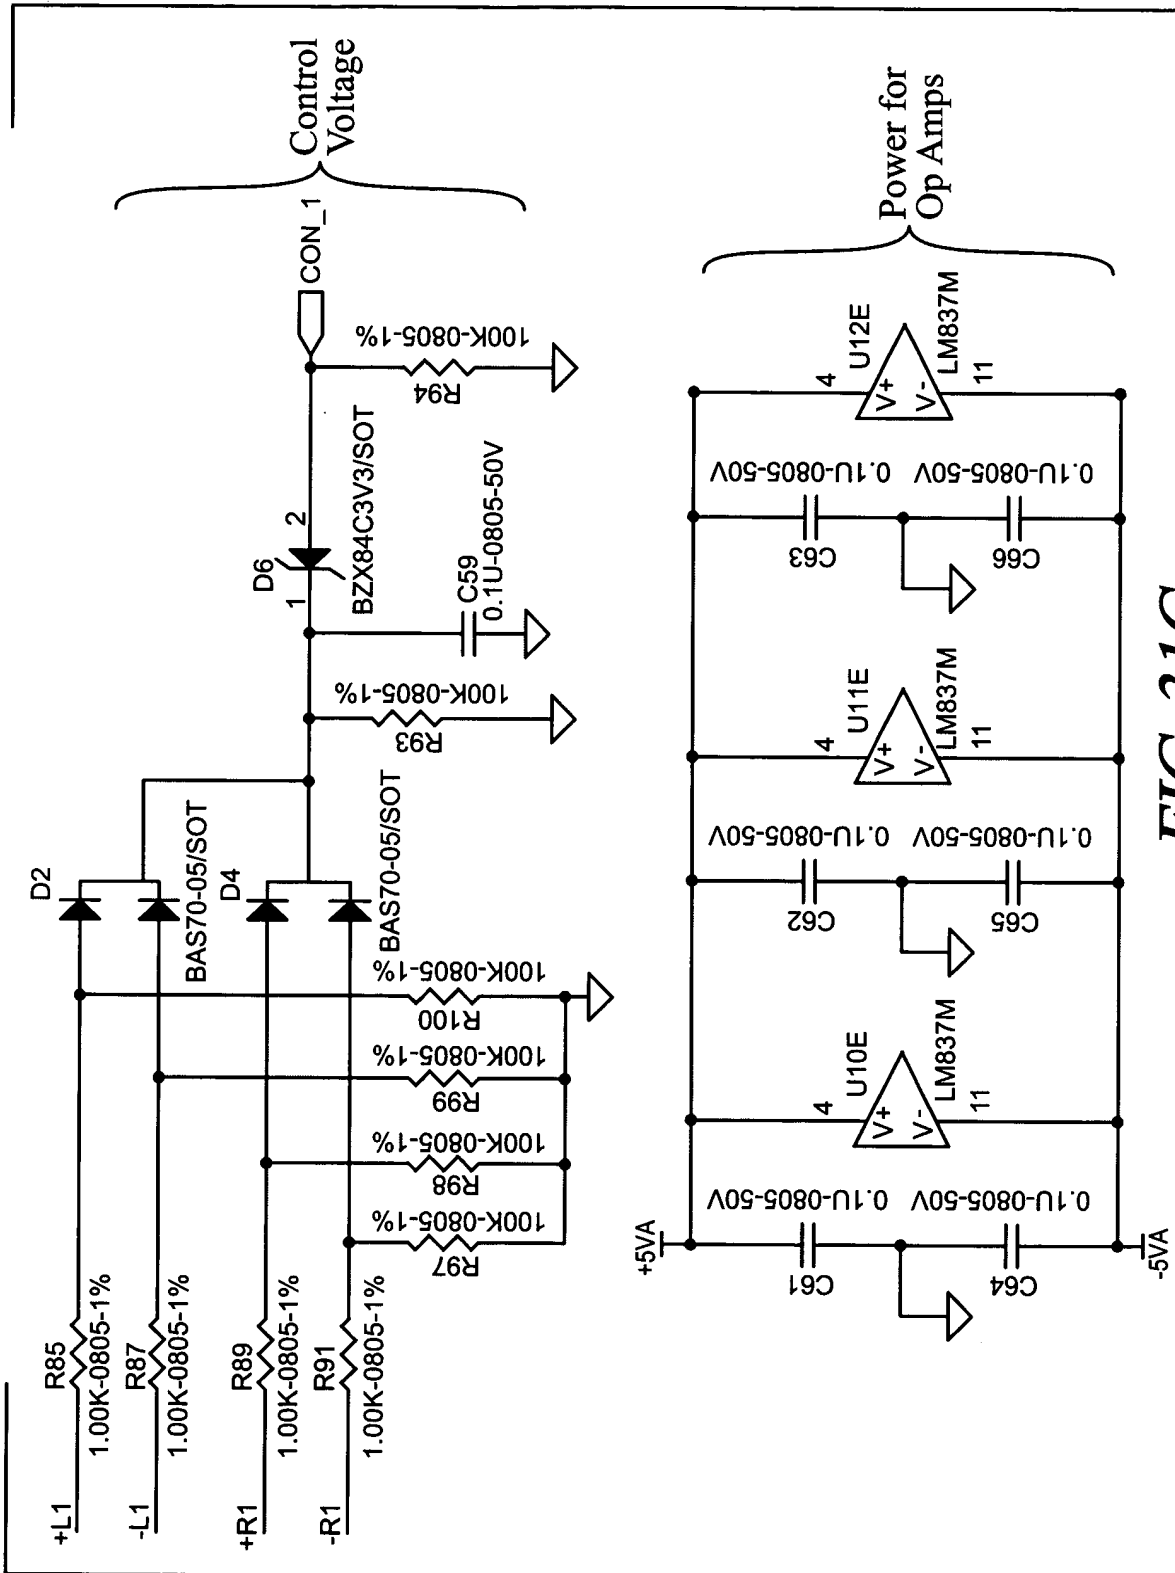 +L1
R85
1.00K-0805-1%
-L1
R87
1.00K-0805-1%
+R1
R89
1.00K-0805-1%
-R1
R91
1.00K-0805-1%
R97
100K-0805-1%
R98
100K-0805-1%
R99
100K-0805-1%
R100
100K-0805-1%
D2
BAS70-05/SOT
D4
BAS70-05/SOT
R93
100K-0805-1%
C59
0.1U-0805-50V
D6
1
2
BZX84C3V3/SOT
R94
100K-0805-1%
CON_1
Control
Voltage
+5VA
-5VA
C61
0.1U-0805-50V
C64
0.1U-0805-50V
U10E
4
V+
V-
11
LM837M
C62
0.1U-0805-50V
C65
0.1U-0805-50V
U11E
4
V+
V-
11
LM837M
C63
0.1U-0805-50V
C66
0.1U-0805-50V
U12E
4
V+
V-
11
LM837M
Power for
Op Amps